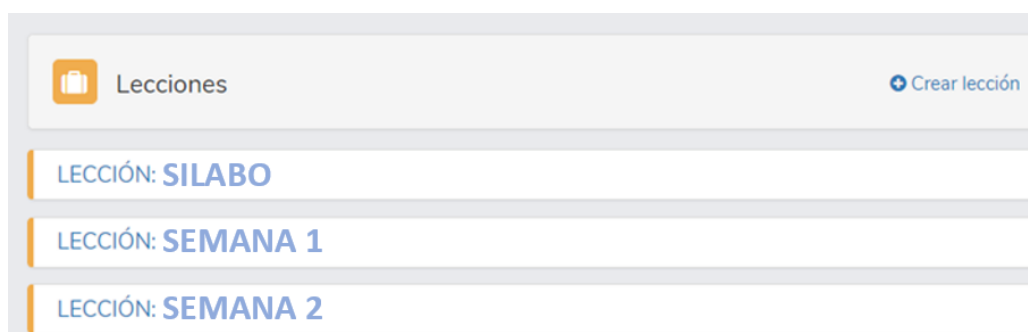 Lecciones
Crear lección
LECCIÓN: SILABO
LECCIÓN: SEMANA 1
LECCIÓN: SEMANA 2